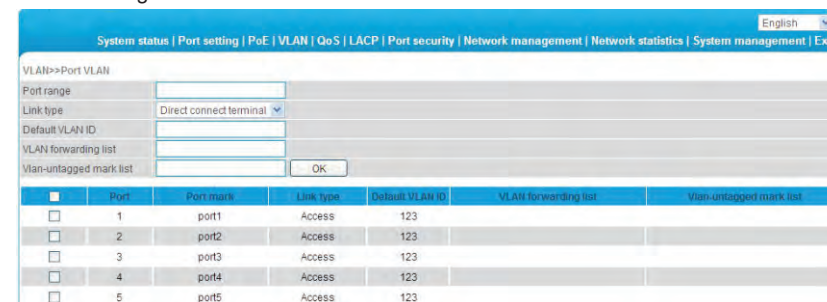 English
System status | Port setting | PoE | VLAN | QoS | LACP | Port security | Network management | Network statistics | System management | Ex
VLAN>>Port VLAN
Port range
Link type Direct connect terminal
Default VLAN ID
VLAN forwarding list
Vlan-untagged mark list OK
Port Port mark Link type Default VLAN ID VLAN forwarding list Vlan-untagged mark list
1 port1 Access 123
2 port2 Access 123
3 port3 Access 123
4 port4 Access 123
5 port5 Access 123